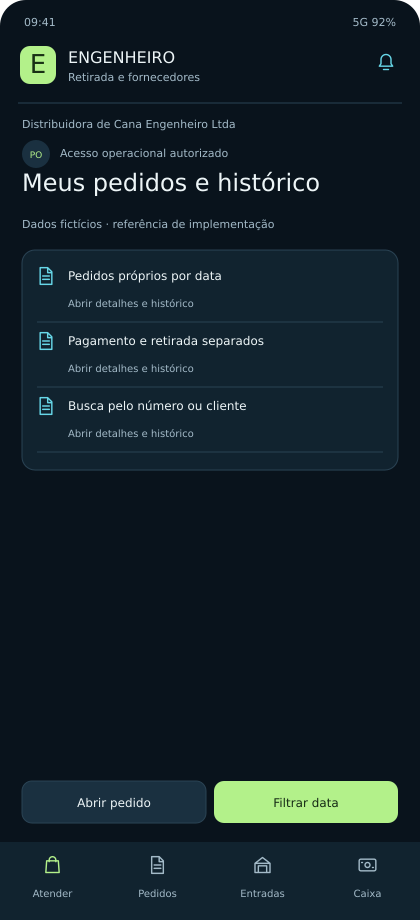 09:41 5G 92%
E ENGENHEIRO
Retirada e fornecedores
Distribuidora de Cana Engenheiro Ltda
PO Acesso operacional autorizado
Meus pedidos e histórico
Dados fictícios · referência de implementação
Pedidos próprios por data
Abrir detalhes e histórico
Pagamento e retirada separados
Abrir detalhes e histórico
Busca pelo número ou cliente
Abrir detalhes e histórico
Abrir pedido Filtrar data
Atender Pedidos Entradas Caixa